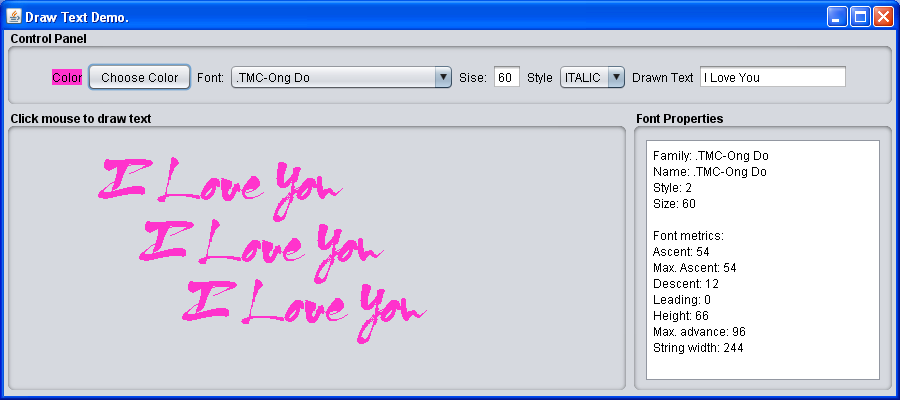 Draw Text Demo.
Control Panel
Color Choose Color Font: .TMC-Ong Do Sise: 60 Style ITALIC Drawn Text I Love You
Click mouse to draw text
I Love You
I Love You
I Love You
Font Properties
Family: .TMC-Ong Do
Name: .TMC-Ong Do
Style: 2
Size: 60
Font metrics:
Ascent: 54
Max. Ascent: 54
Descent: 12
Leading: 0
Height: 66
Max. advance: 96
String width: 244